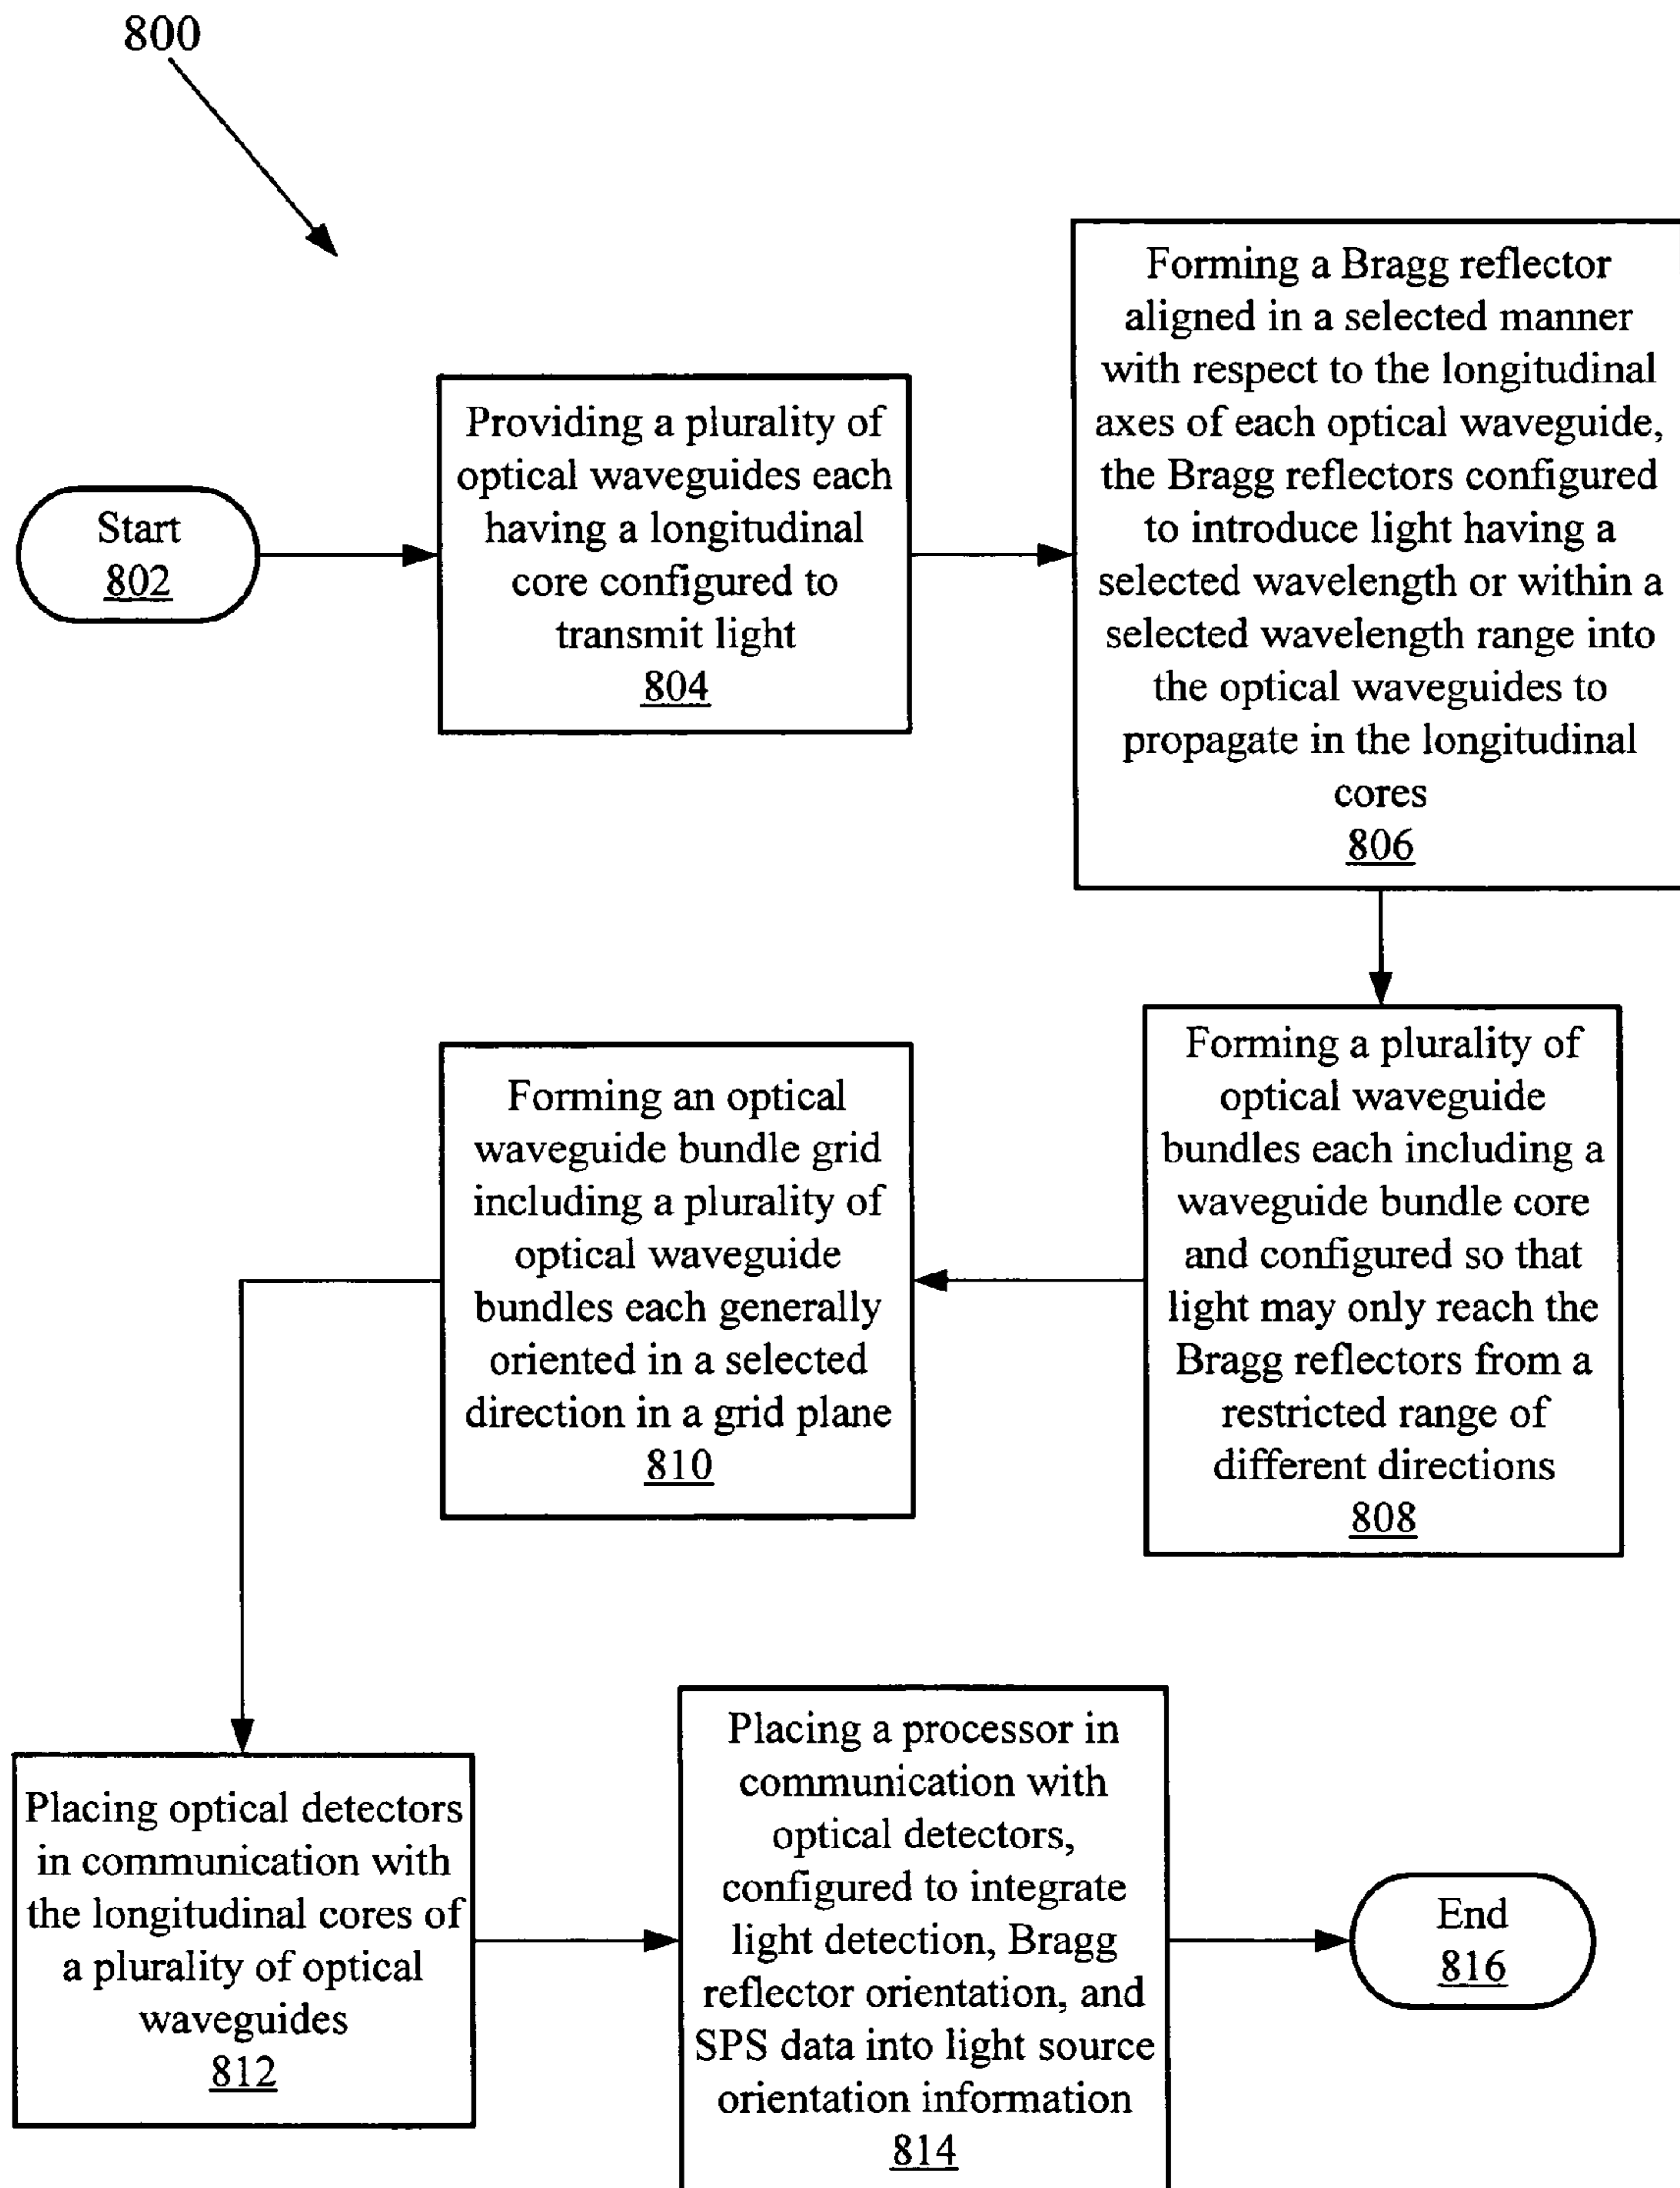 800
Start
802
Providing a plurality of
optical waveguides each
having a longitudinal
core configured to
transmit light
804
Forming a Bragg reflector
aligned in a selected manner
with respect to the longitudinal
axes of each optical waveguide,
the Bragg reflectors configured
to introduce light having a
selected wavelength or within a
selected wavelength range into
the optical waveguides to
propagate in the longitudinal
cores
806
Forming a plurality of
optical waveguide
bundles each including a
waveguide bundle core
and configured so that
light may only reach the
Bragg reflectors from a
restricted range of
different directions
808
Forming an optical
waveguide bundle grid
including a plurality of
optical waveguide
bundles each generally
oriented in a selected
direction in a grid plane
810
Placing optical detectors
in communication with
the longitudinal cores of
a plurality of optical
waveguides
812
Placing a processor in
communication with
optical detectors,
configured to integrate
light detection, Bragg
reflector orientation, and
SPS data into light source
orientation information
814
End
816